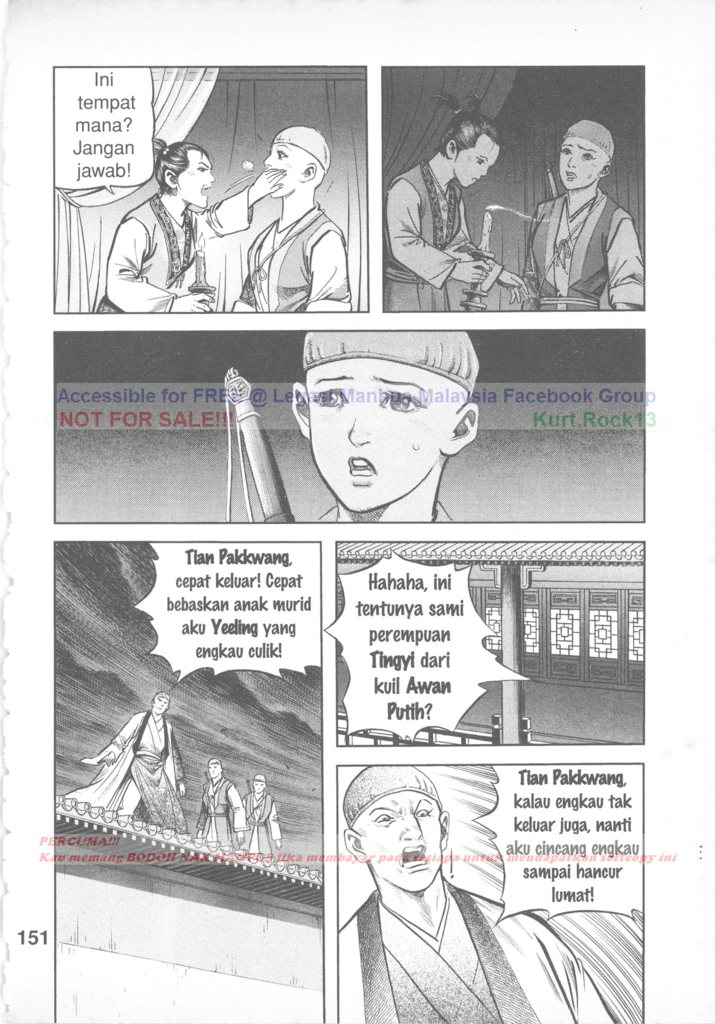 Ini
tempat
mana?
Jangan
jawab!
Accessible for FREE @ Legasi Manhua Malaysia Facebook Group
NOT FOR SALE!!!
Kurt Rock13
Tian Pakkwang,
cepat keluar! Cepat
bebaskan anak murid
aku Yeeling yang
engkau culik!
Hahaha, ini
tentunya sami
perempuan
Tingyi dari
kuil Awan
Putih?
Tian Pakkwang,
kalau engkau tak
keluar juga, nanti
aku cincang engkau
sampai hancur
lumat!
PERCUMA!!!
Kau memang BODOH NAK jika membayar pada sesiapa untuk mendapatkan softcopy ini
151